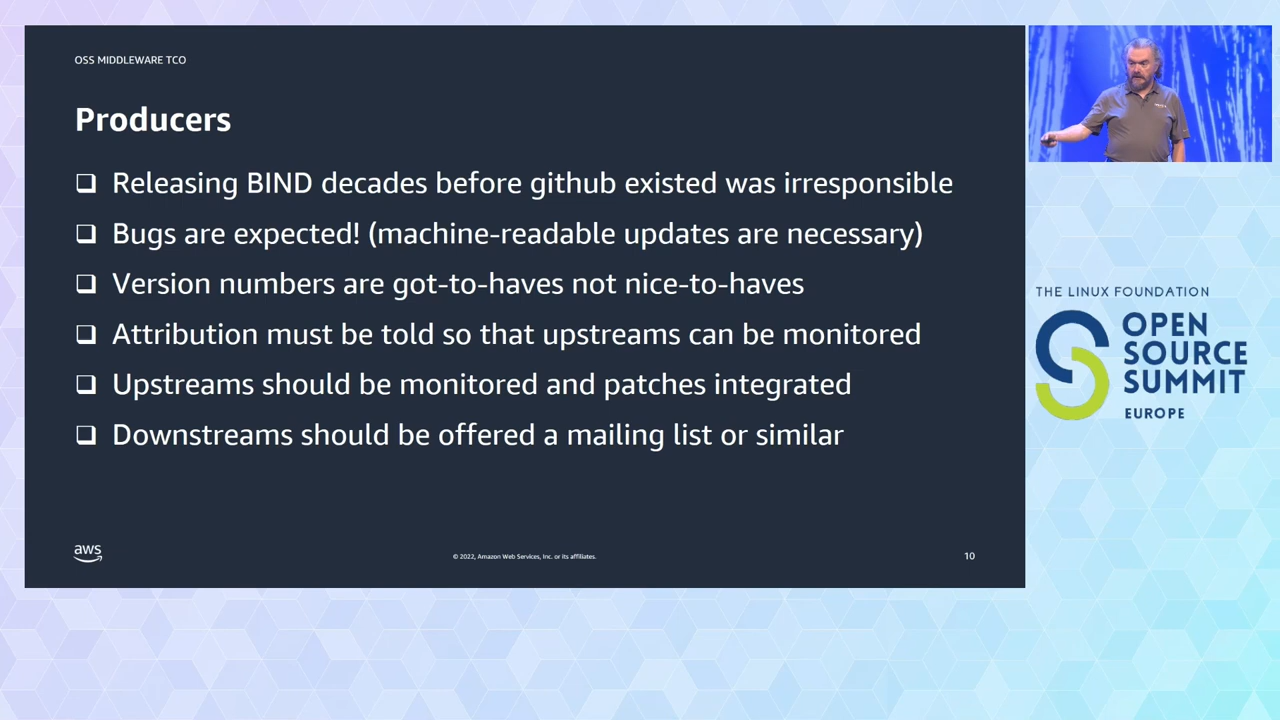 OSS MIDDLEWARE TCO
Producers
❑ Releasing BIND decades before github existed was irresponsible
❑ Bugs are expected! (machine-readable updates are necessary)
❑ Version numbers are got-to-haves not nice-to-haves
❑ Attribution must be told so that upstreams can be monitored
❑ Upstreams should be monitored and patches integrated
❑ Downstreams should be offered a mailing list or similar
aws
© 2022, Amazon Web Services, Inc. or its affiliates.
10
THE LINUX FOUNDATION
OPEN
SOURCE
SUMMIT
EUROPE